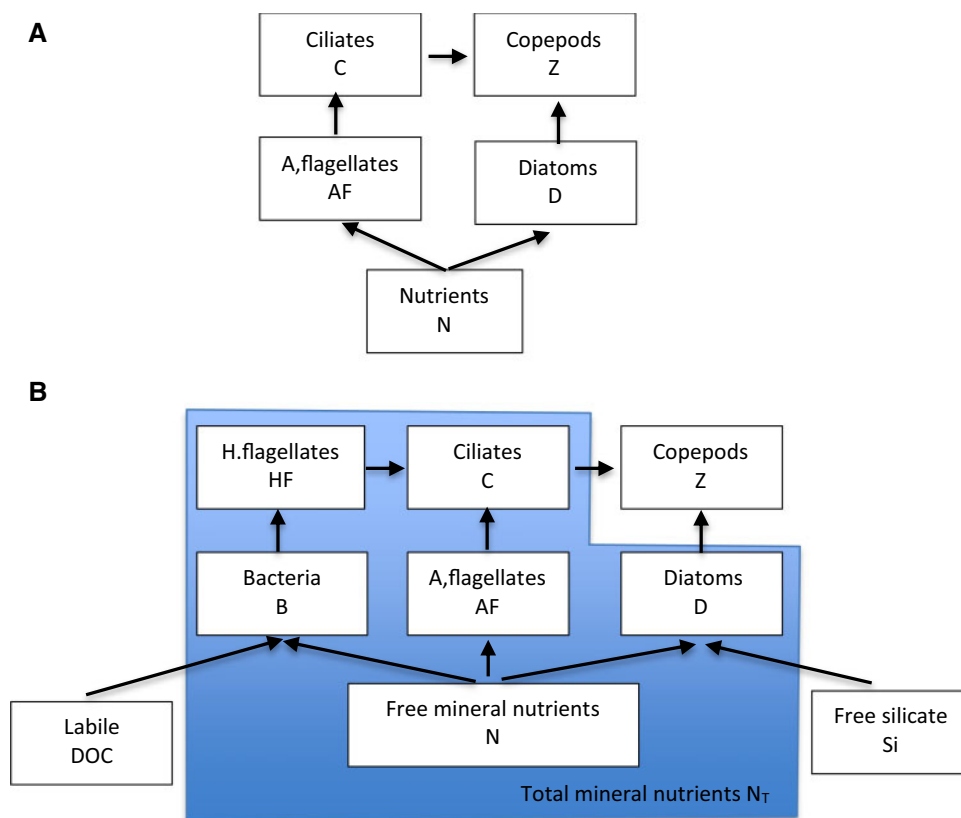 A
Ciliates
C
Copepods
Z
A,flagellates
AF
Diatoms
D
Nutrients
N
B
H.flagellates
HF
Ciliates
C
Copepods
Z
Bacteria
B
A,flagellates
AF
Diatoms
D
Labile
DOC
Free mineral nutrients
N
Free silicate
Si
Total mineral nutrients N_T